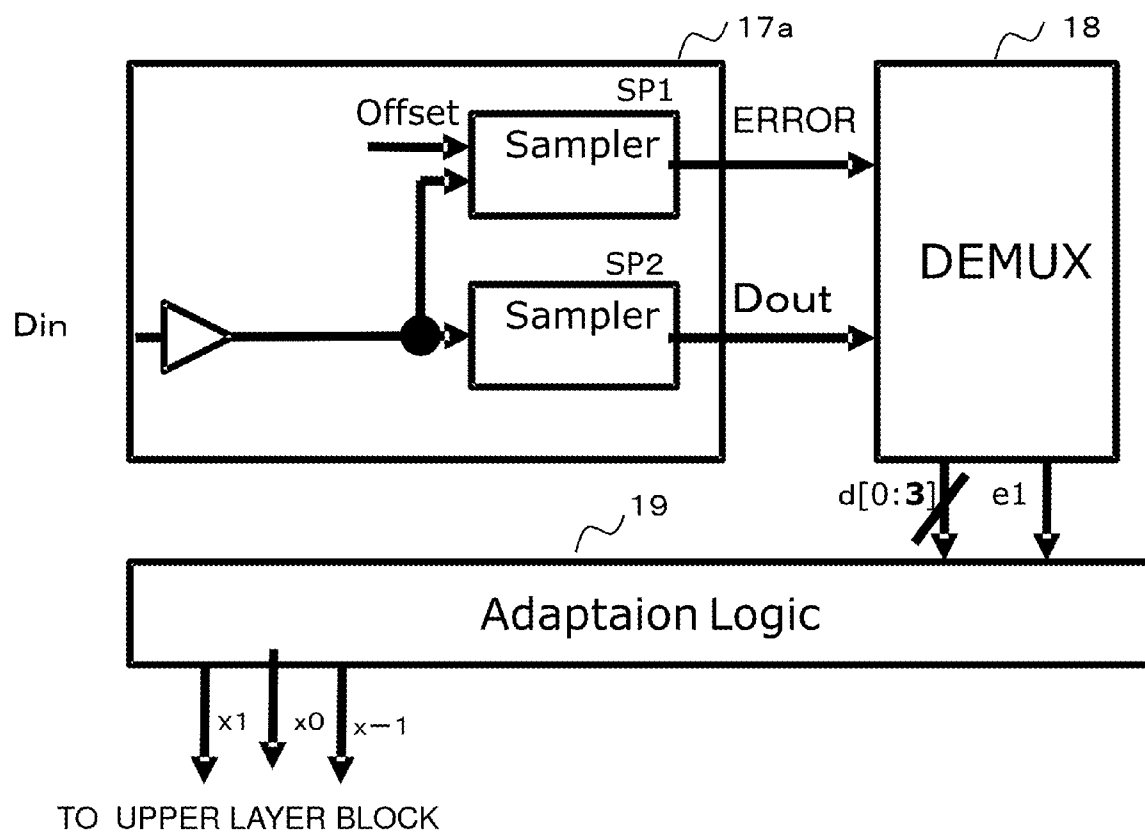 17a
18
SP1
Offset
Sampler
ERROR
DEMUX
SP2
Sampler
Dout
Din
d[0:3]
e1
19
Adaptaion Logic
x1
x0
x-1
TO UPPER LAYER BLOCK